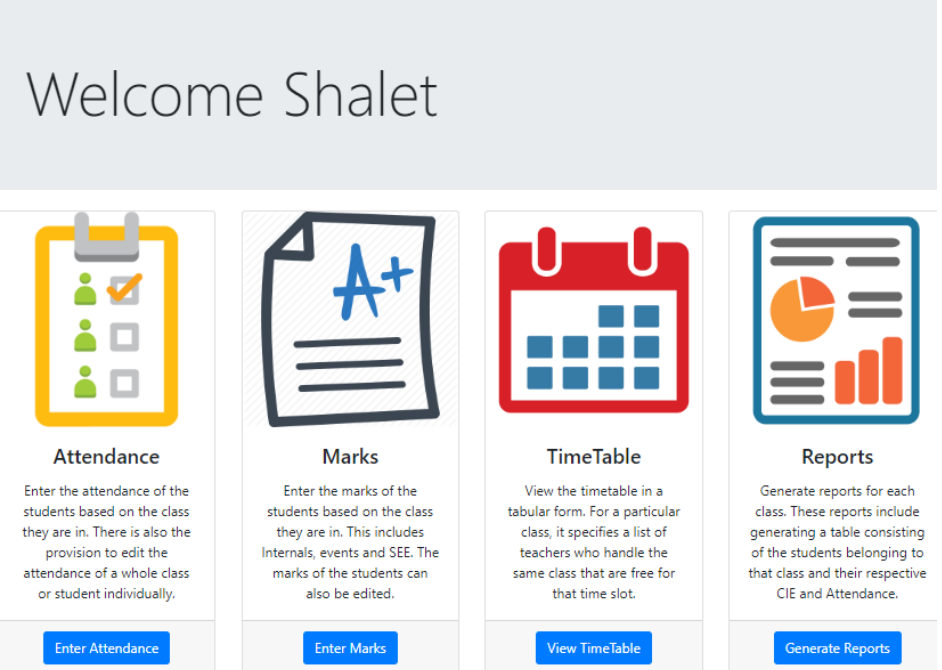 Welcome Shalet
A+
Attendance
Enter the attendance of the
students based on the class
they are in. There is also the
provision to edit the
attendance of a whole class
or student individually.
Enter Attendance
Marks
Enter the marks of the
students based on the class
they are in. This includes
Internals, events and SEE. The
marks of the students can
also be edited.
Enter Marks
TimeTable
View the timetable in a
tabular form. For a particular
class, it specifies a list of
teachers who handle the
same class that are free for
that time slot.
View TimeTable
Reports
Generate reports for each
class. These reports include
generating a table consisting
of the students belonging to
that class and their respective
CIE and Attendance.
Generate Reports